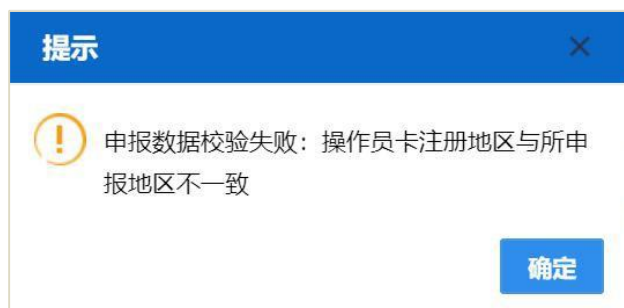 提示
申报数据校验失败：操作员卡注册地区与所申
报地区不一致
确定